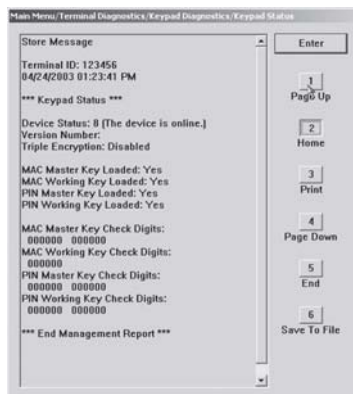 Main Menu/Terminal Diagnostics/Keypad Diagnostics/Keypad Status
Store Message
Terminal ID: 123456
04/24/2003 01:23:41 PM
*** Keypad Status ***
Device Status: 0 (The device is online.)
Version Number:
Triple Encryption: Disabled
MAC Master Key Loaded: Yes
MAC Working Key Loaded: Yes
PIN Master Key Loaded: Yes
PIN Working Key Loaded: Yes
MAC Master Key Check Digits:
000000 000000
MAC Working Key Check Digits:
000000
PIN Master Key Check Digits:
000000 000000
PIN Working Key Check Digits:
000000 000000
*** End Management Report ***
Enter
1
Page Up
2
Home
3
Print
4
Page Down
5
End
6
Save To File